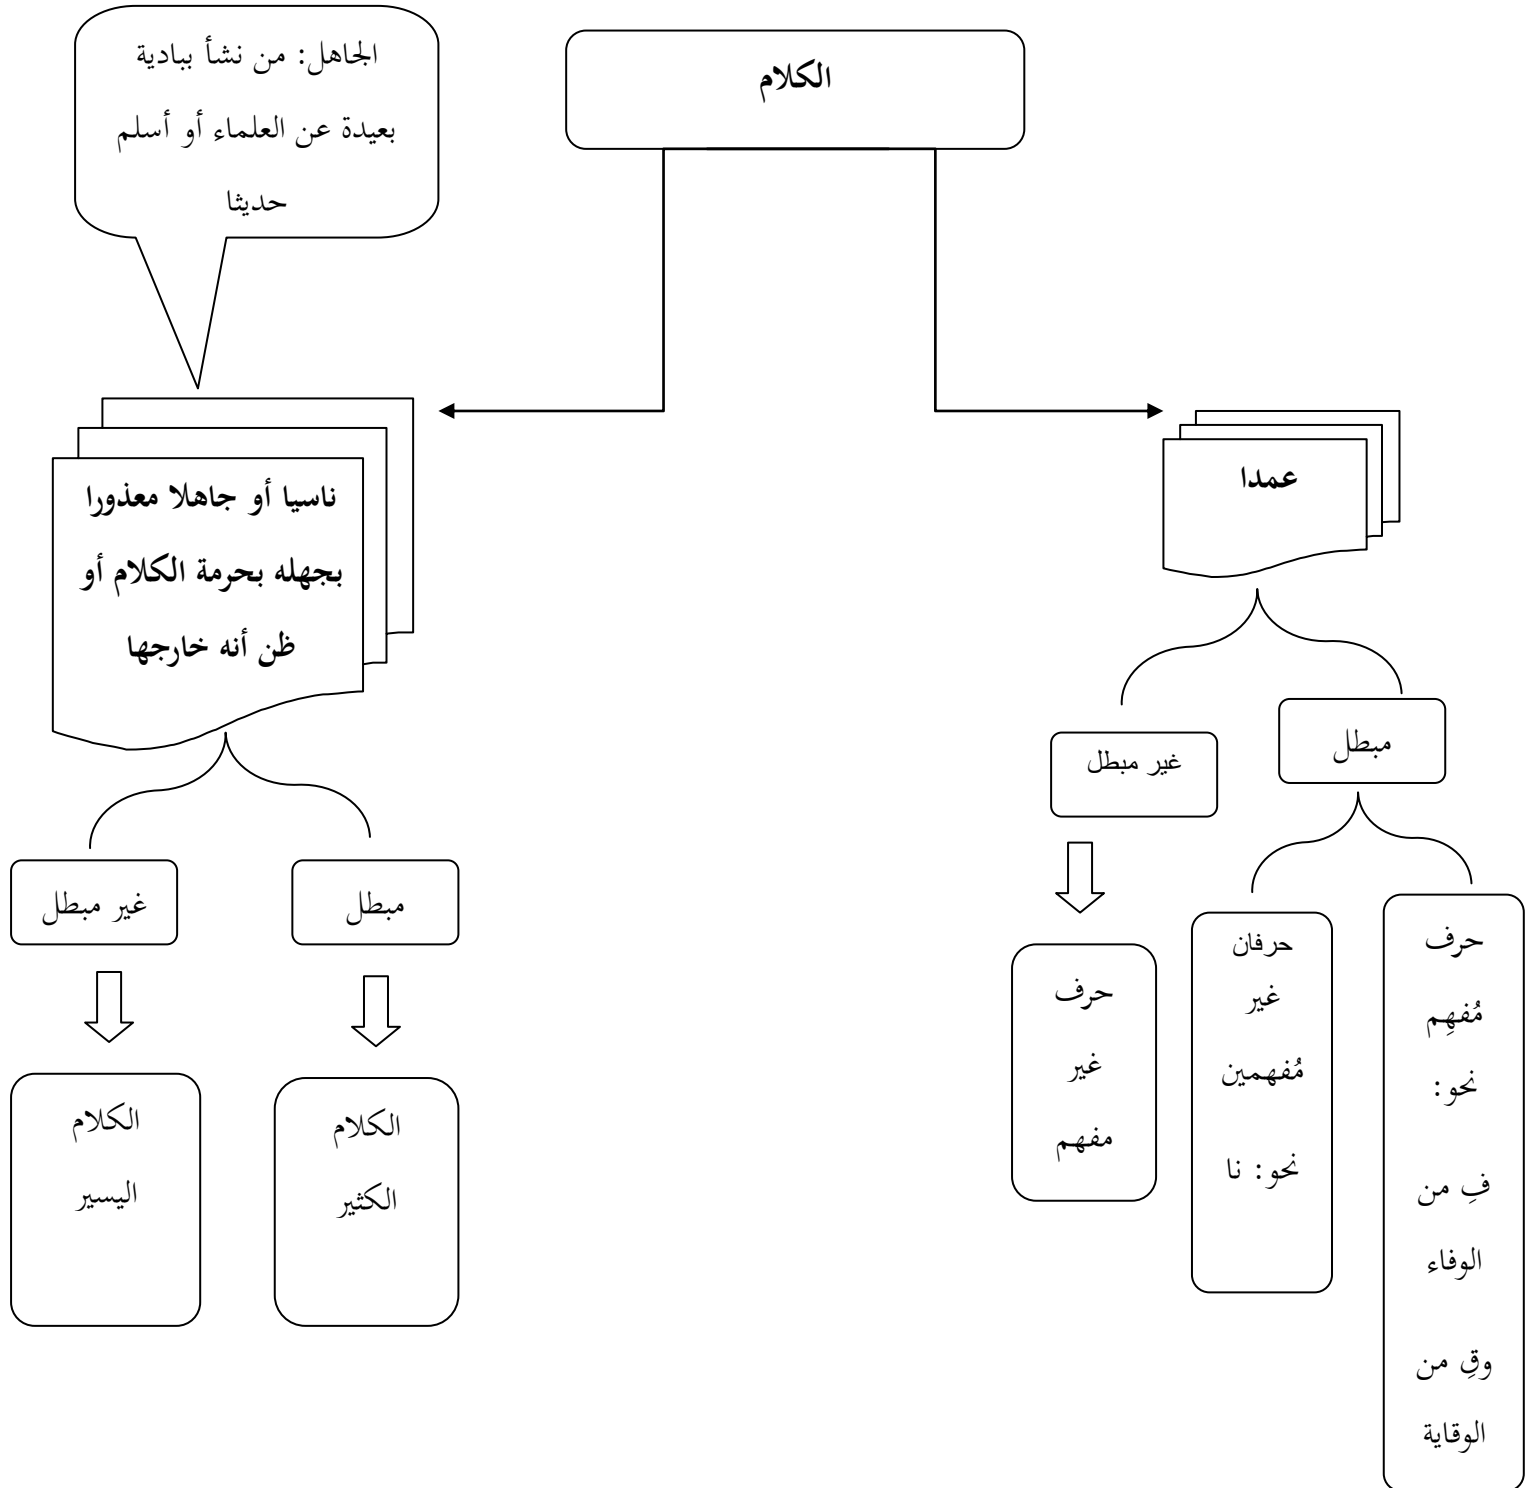 الكلام
الجاهل: من نشأ ببادية
بعيدة عن العلماء أو أسلم
حديثا
عمدا
مبطل
حرف
مُفهِم
نحو:
فِ من
الوفاء
وقِ من
الوقاية
حرفان
غير
مُفهمين
نحو: نا
غير مبطل
حرف
غير
مفهم
ناسيا أو جاهلا معذورا
بجهله بحرمة الكلام أو
ظن أنه خارجها
مبطل
الكلام
الكثير
غير مبطل
الكلام
اليسير